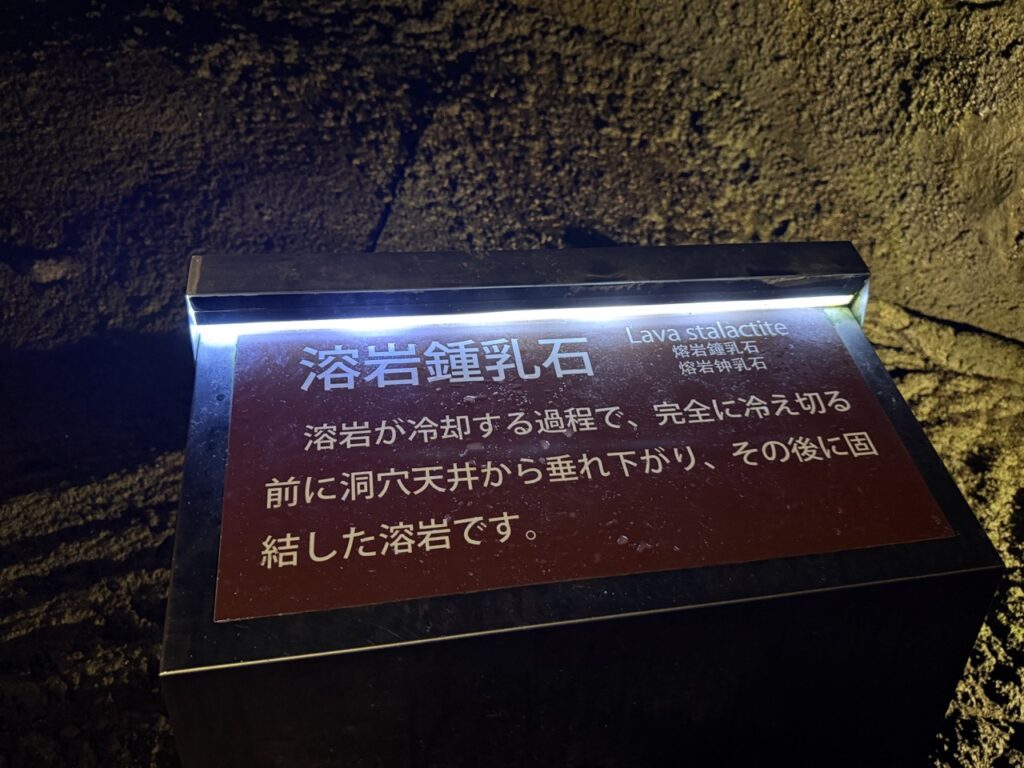 溶岩鍾乳石
Lava stalactite
熔岩鐘乳石
熔岩钟乳石
溶岩が冷却する過程で、完全に冷え切る
前に洞穴天井から垂れ下がり、その後に固
結した溶岩です。